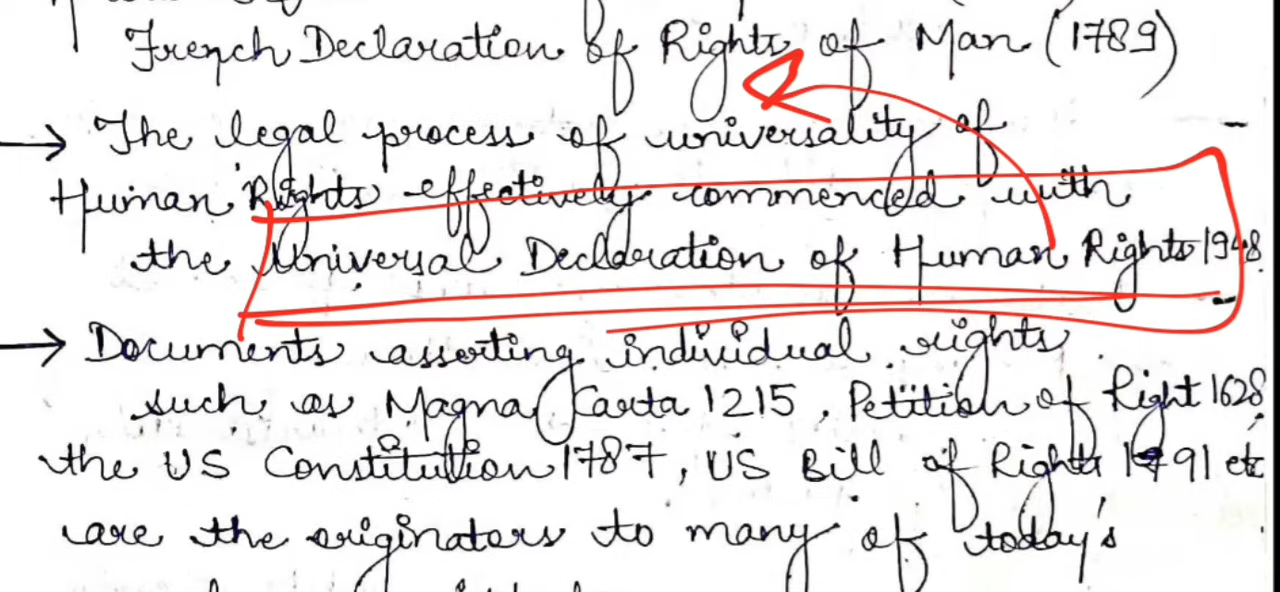 French Declaration of Rights of Man (1789)
→ The legal process of universality of
Human Rights effectively commenced with
the Universal Declaration of Human Rights 1948
→ Documents asserting individual rights
such as Magna Carta 1215, Petition of Right 1628
the US Constitution 1787, US Bill of Rights 1791 etc
are the originators to many of today's